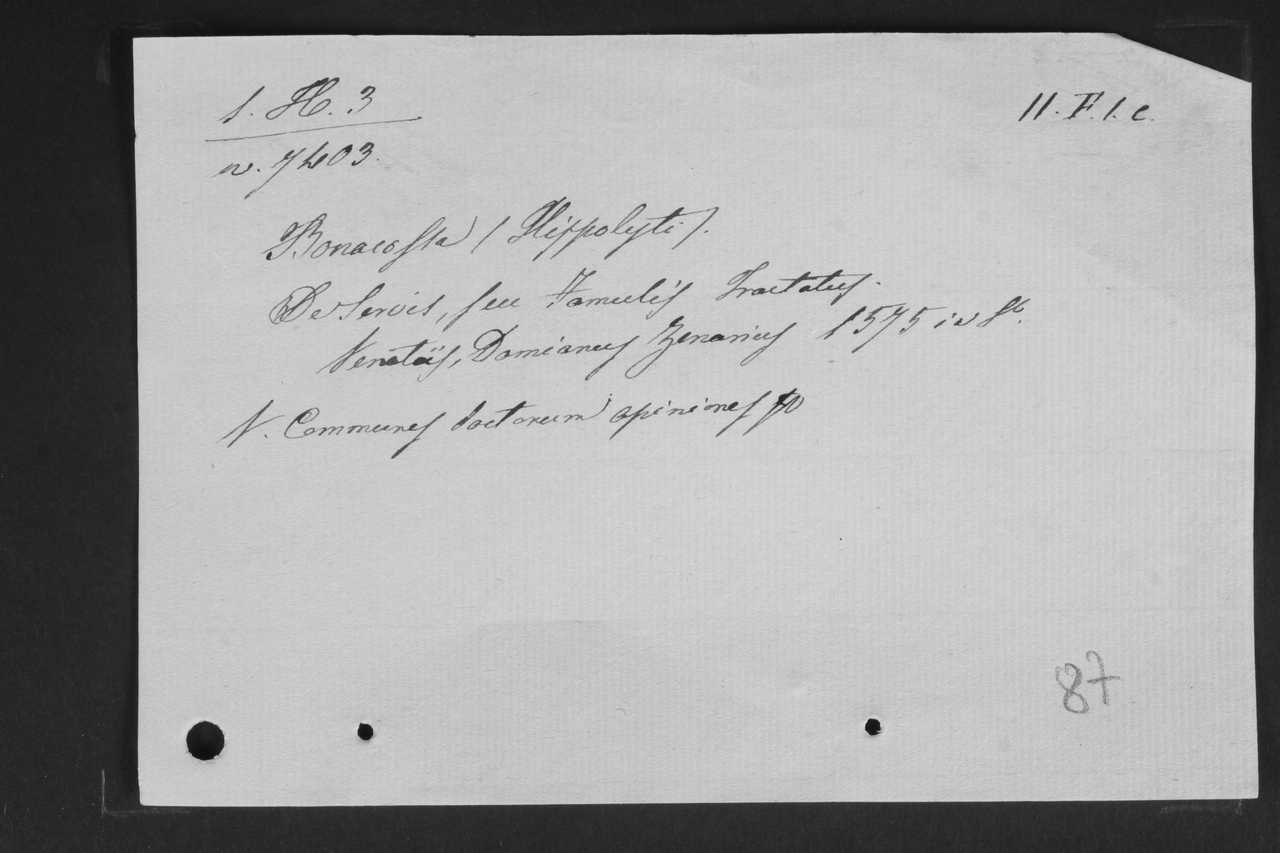 1. H. 3
11. F. 1. c.
n. 7403.
Bonacossa (Hippolyti).
De Servis, seu Famulis Tractatus.
Venetiis, Damianus Zenarius 1575 in 8º.
V. Communes doctorum opiniones p
87